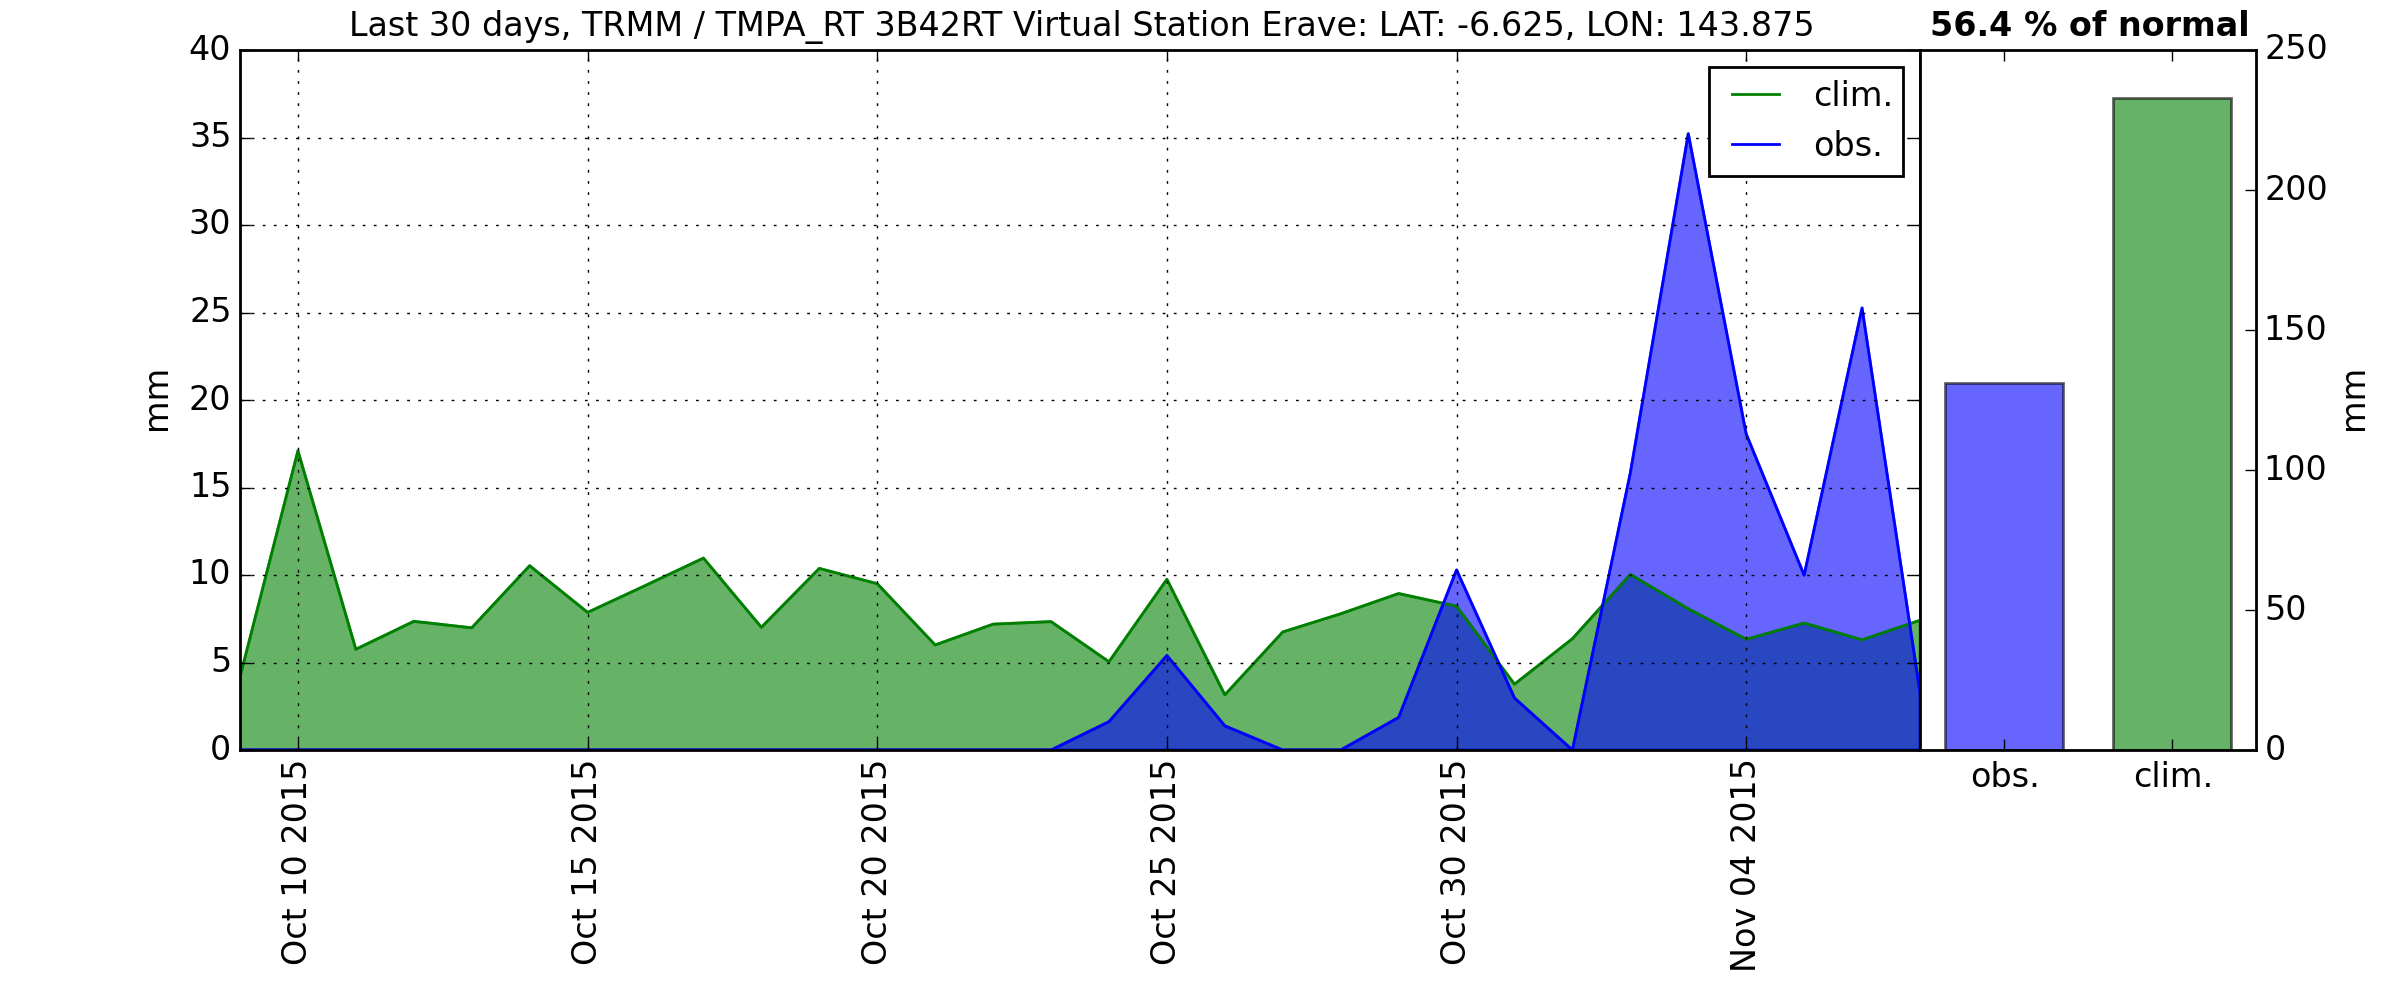 Last 30 days, TRMM / TMPA_RT 3B42RT Virtual Station Erave: LAT: -6.625, LON: 143.875
56.4 % of normal
40
35
30
25
20
15
10
5
0
mm
clim.
obs.
Oct 10 2015
Oct 15 2015
Oct 20 2015
Oct 25 2015
Oct 30 2015
Nov 04 2015
250
200
150
100
50
0
mm
obs.
clim.